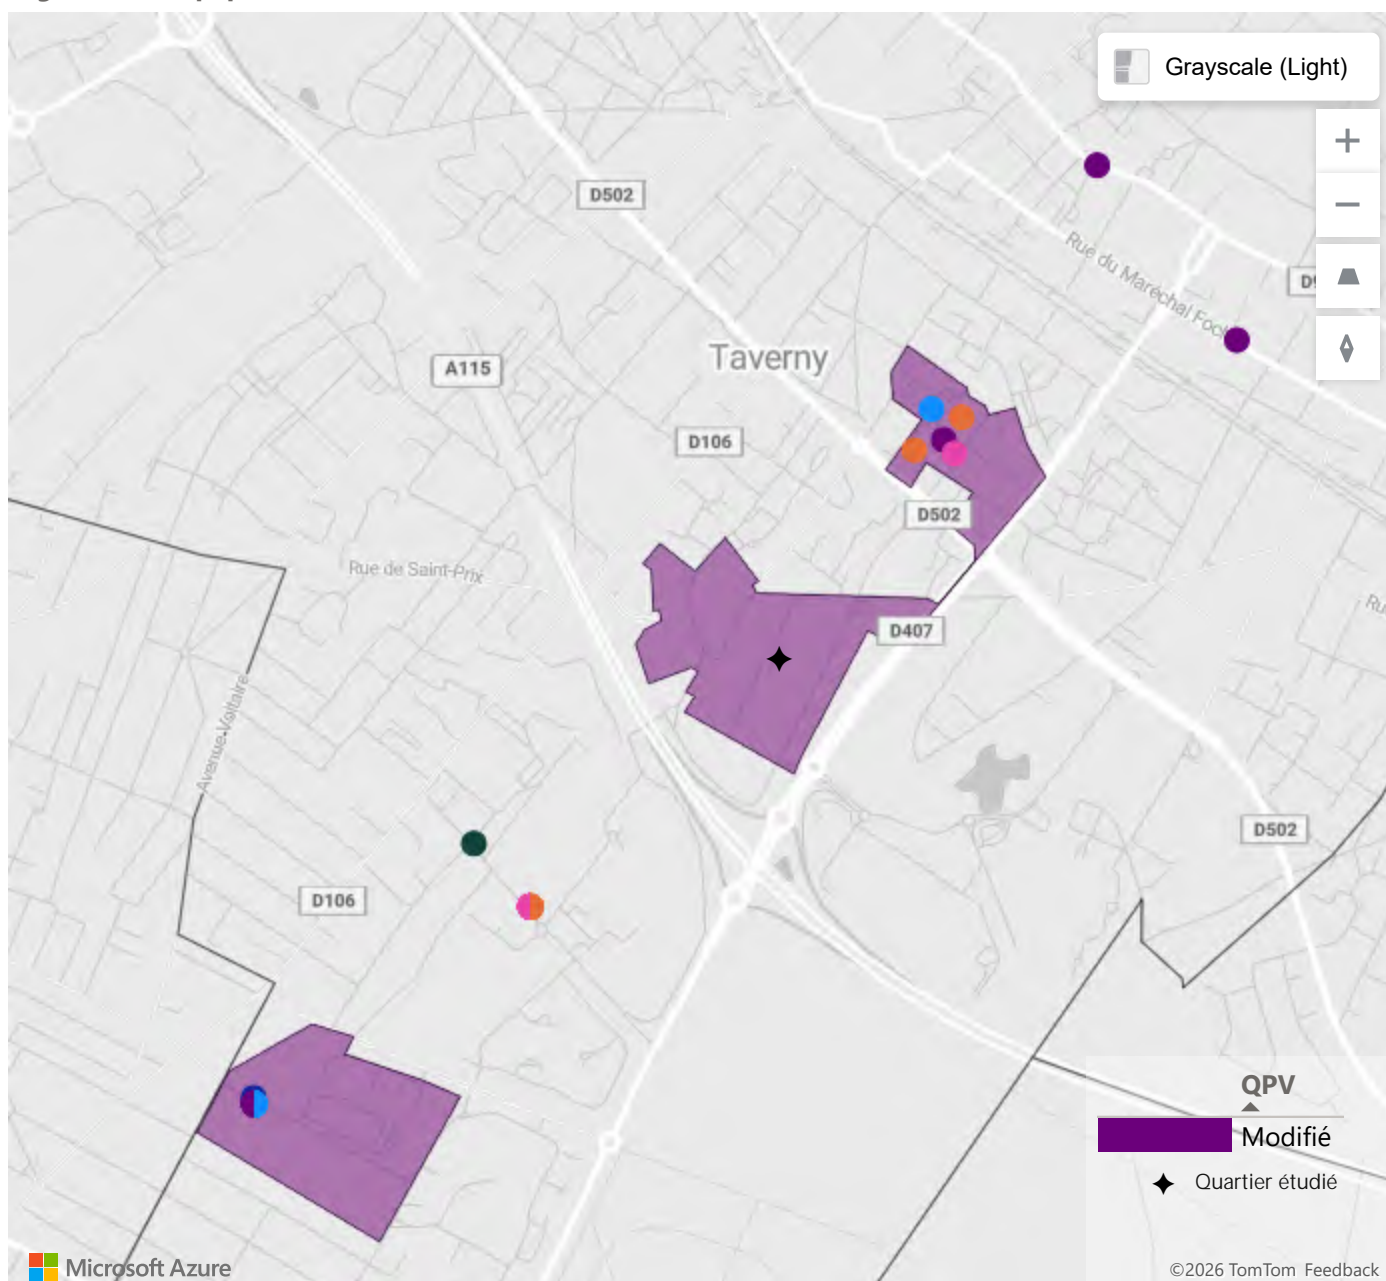 Grayscale (Light)
D502
Rue du Maréchal Foch
Taverny
A115
D106
D502
Rue de Saint-Prix
D407
Avenue Voltaire
D502
D106
QPV
Modifié
Quartier étudié
Microsoft Azure
©2026 TomTom Feedback